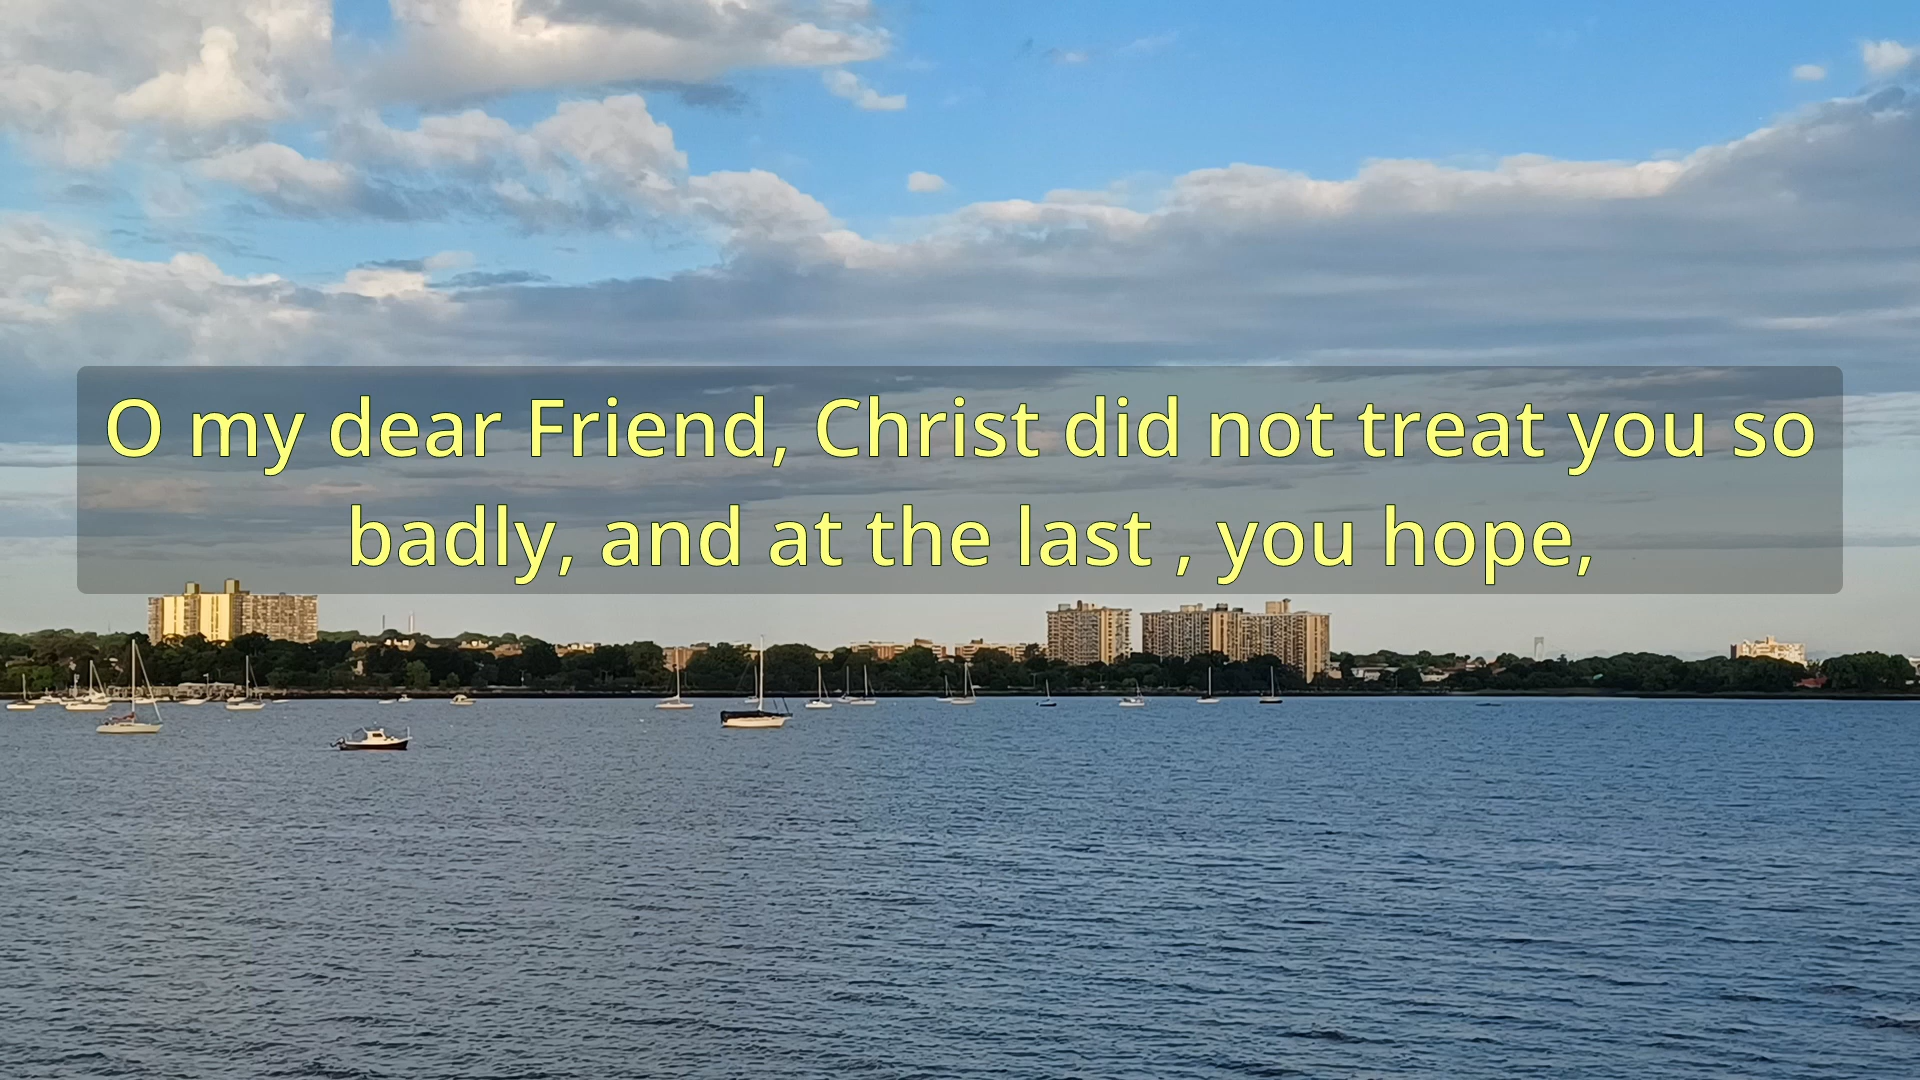 O my dear Friend, Christ did not treat you so
badly, and at the last , you hope,